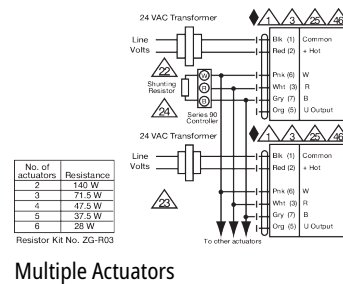 24 VAC Transformer
1 3 25 46
Line
Volts
Blk (1) Common
Red (2) + Hot
22
Shunting
Resistor
24
W
R
B
Series 90
Controller
Pnk (6) W
Wht (3) R
Gry (7) B
Org (5) U Output
24 VAC Transformer
1 3 25 46
Line
Volts
Blk (1) Common
Red (2) + Hot
23
Pnk (6) W
Wht (3) R
Gry (7) B
Org (5) U Output
To other actuators
No. of
actuators Resistance
2 140 W
3 71.5 W
4 47.5 W
5 37.5 W
6 28 W
Resistor Kit No. ZG-R03
Multiple Actuators